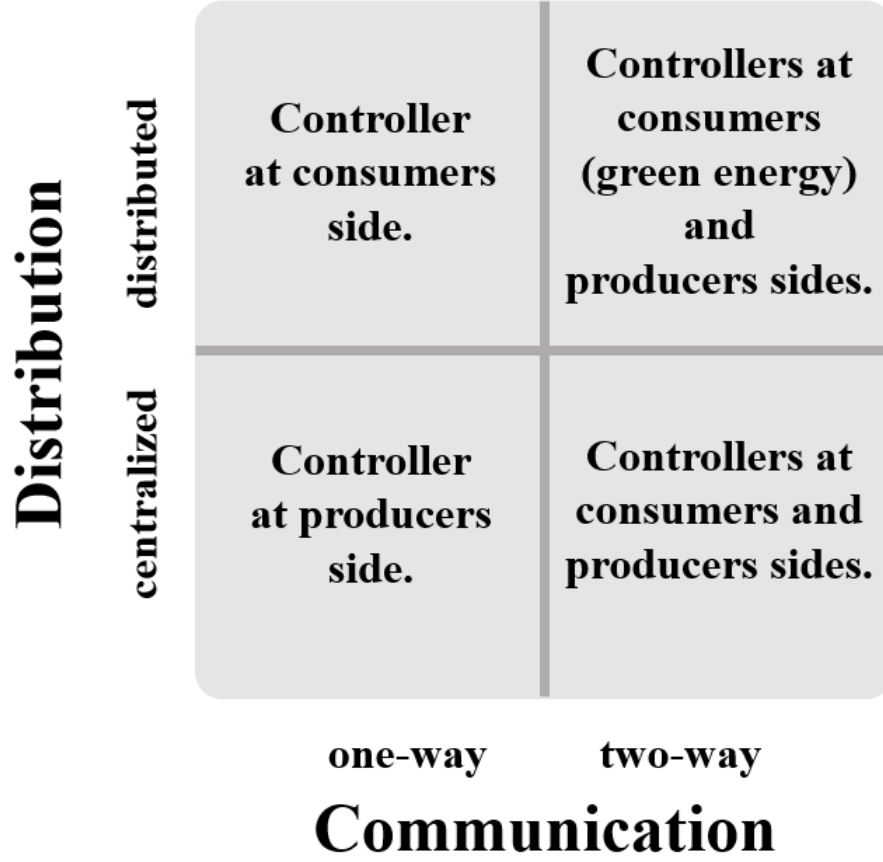 Distribution
distributed
centralized
Controller
at consumers
side.
Controllers at
consumers
(green energy)
and
producers sides.
Controller
at producers
side.
Controllers at
consumers and
producers sides.
one-way
two-way
Communication